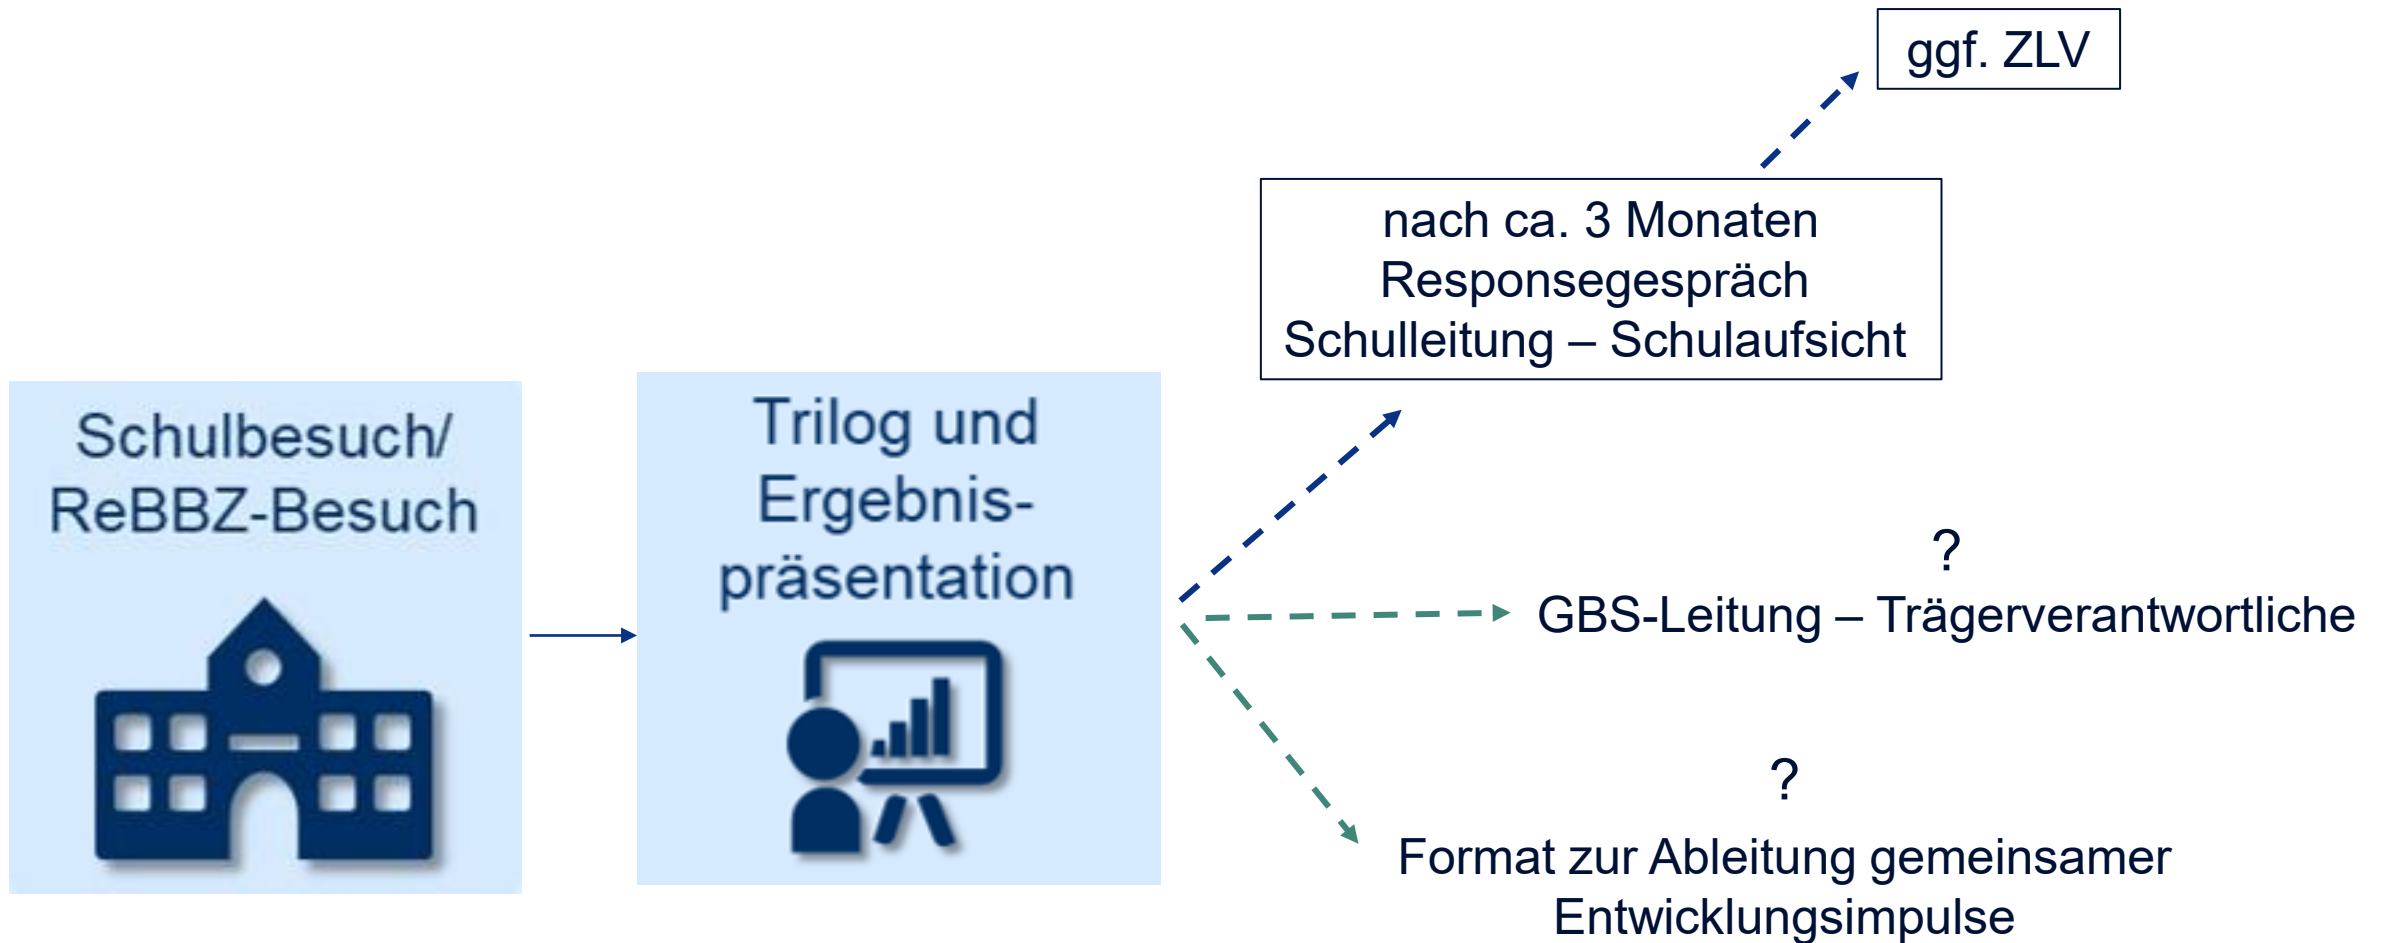 Schulbesuch/
ReBBZ-Besuch
Trilog und
Ergebnis-
präsentation
ggf. ZLV
nach ca. 3 Monaten
Responsegespräch
Schulleitung – Schulaufsicht
?
GBS-Leitung – Trägerverantwortliche
?
Format zur Ableitung gemeinsamer
Entwicklungsimpulse